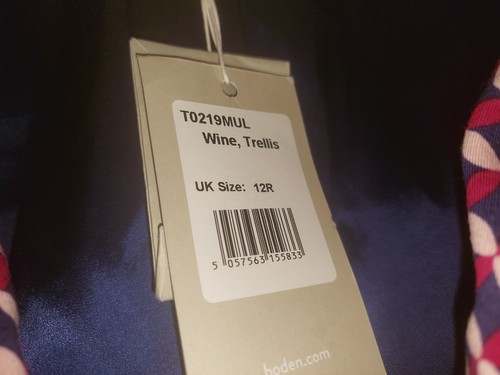 T0219MUL
Wine, Trellis
UK Size: 12R
5 057563 155833
boden.com